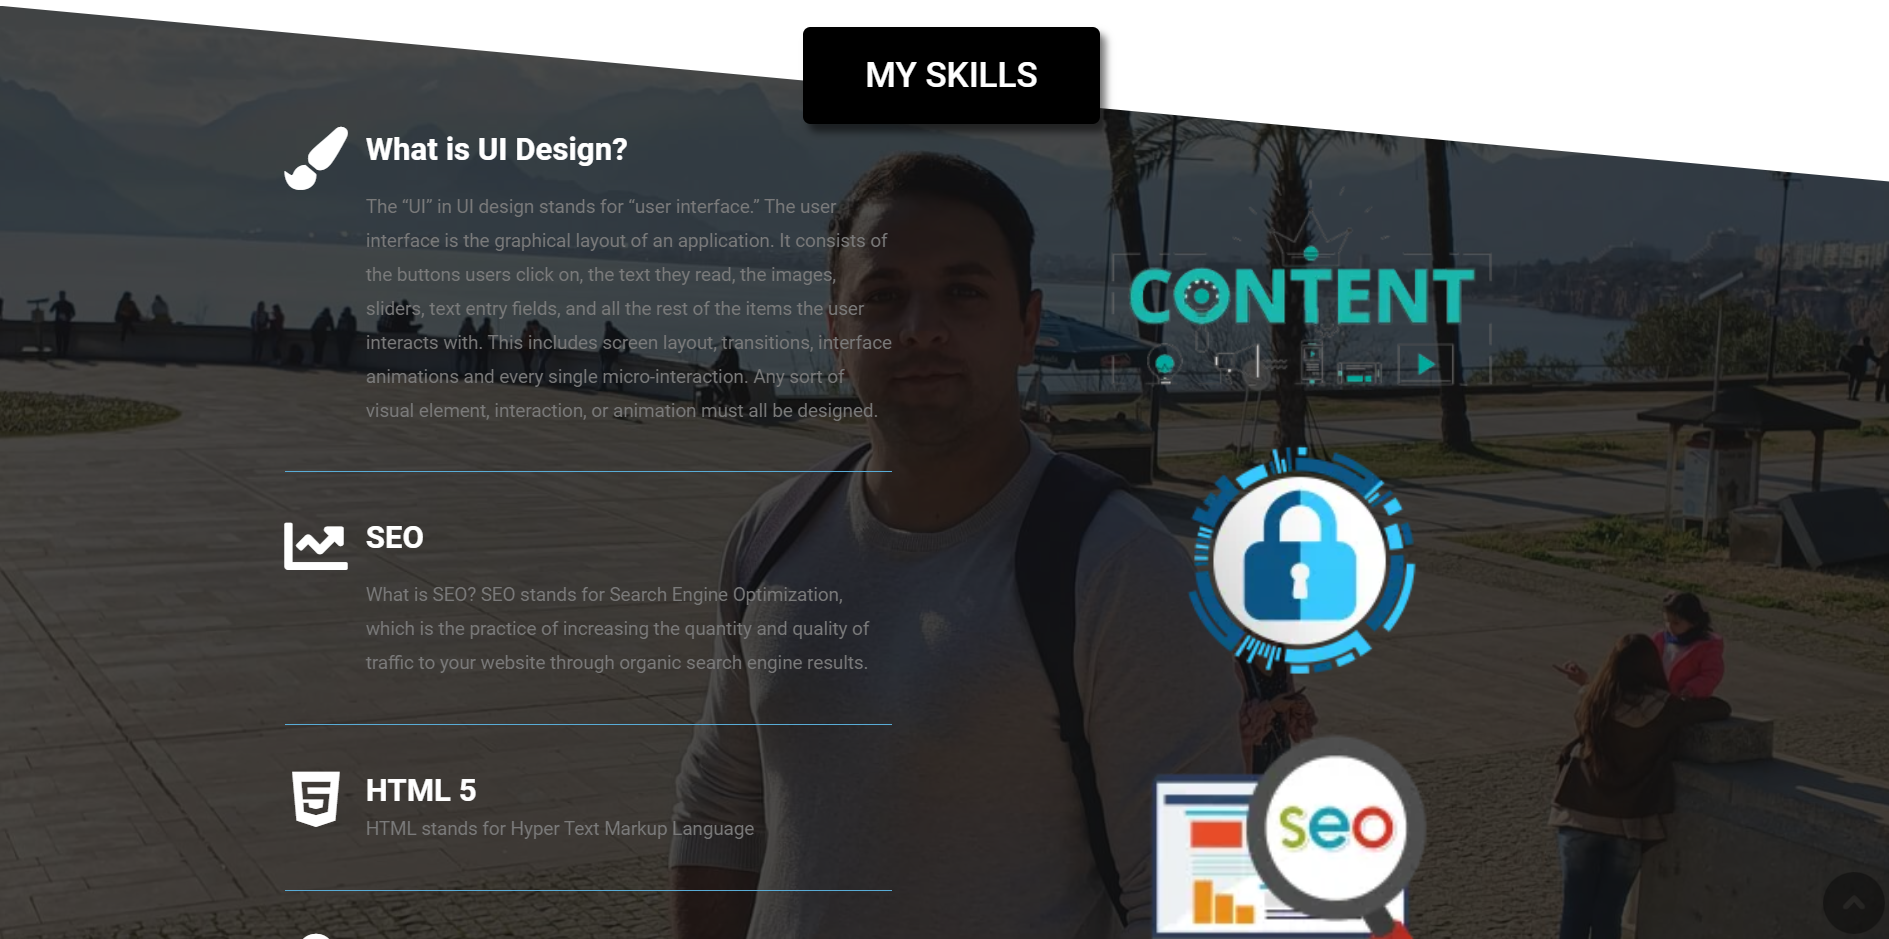 MY SKILLS
What is UI Design?
The “UI” in UI design stands for “user interface.” The user
interface is the graphical layout of an application. It consists of
the buttons users click on, the text they read, the images,
sliders, text entry fields, and all the rest of the items the user
interacts with. This includes screen layout, transitions, interface
animations and every single micro-interaction. Any sort of
visual element, interaction, or animation must all be designed.
CONTENT
SEO
What is SEO? SEO stands for Search Engine Optimization,
which is the practice of increasing the quantity and quality of
traffic to your website through organic search engine results.
HTML 5
HTML stands for Hyper Text Markup Language
seo